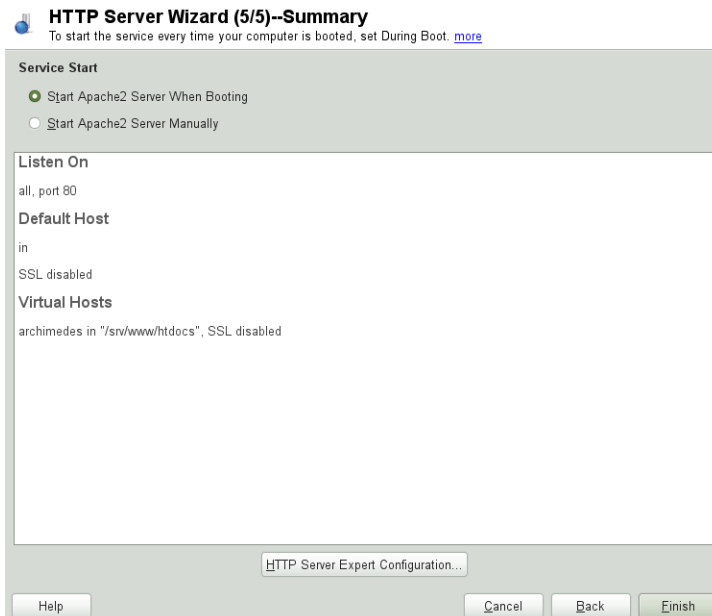 HTTP Server Wizard (5/5)--Summary
To start the service every time your computer is booted, set During Boot. more
Service Start
Start Apache2 Server When Booting
Start Apache2 Server Manually
Listen On
all, port 80
Default Host
in
SSL disabled
Virtual Hosts
archimedes in "/srv/www/htdocs", SSL disabled
HTTP Server Expert Configuration...
Help
Cancel
Back
Finish